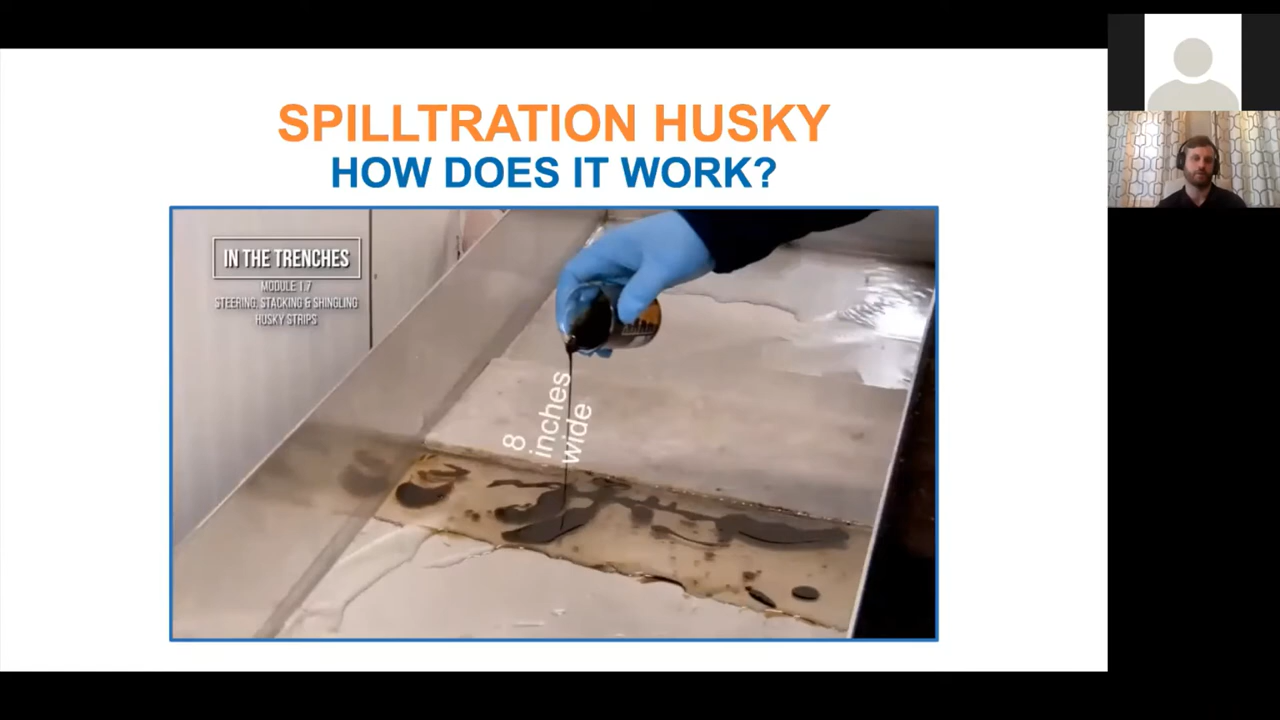 SPILLTRATION HUSKY
HOW DOES IT WORK?
IN THE TRENCHES
MODULE 1.7
STEERING, STACKING & SHINGLING
HUSKY STRIPS
8
inches
wide